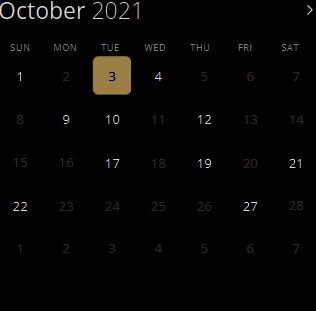 October 2021 >
SUN MON TUE WED THU FRI SAT
1 2 3 4 5 6 7
8 9 10 11 12 13 14
15 16 17 18 19 20 21
22 23 24 25 26 27 28
1 2 3 4 5 6 7